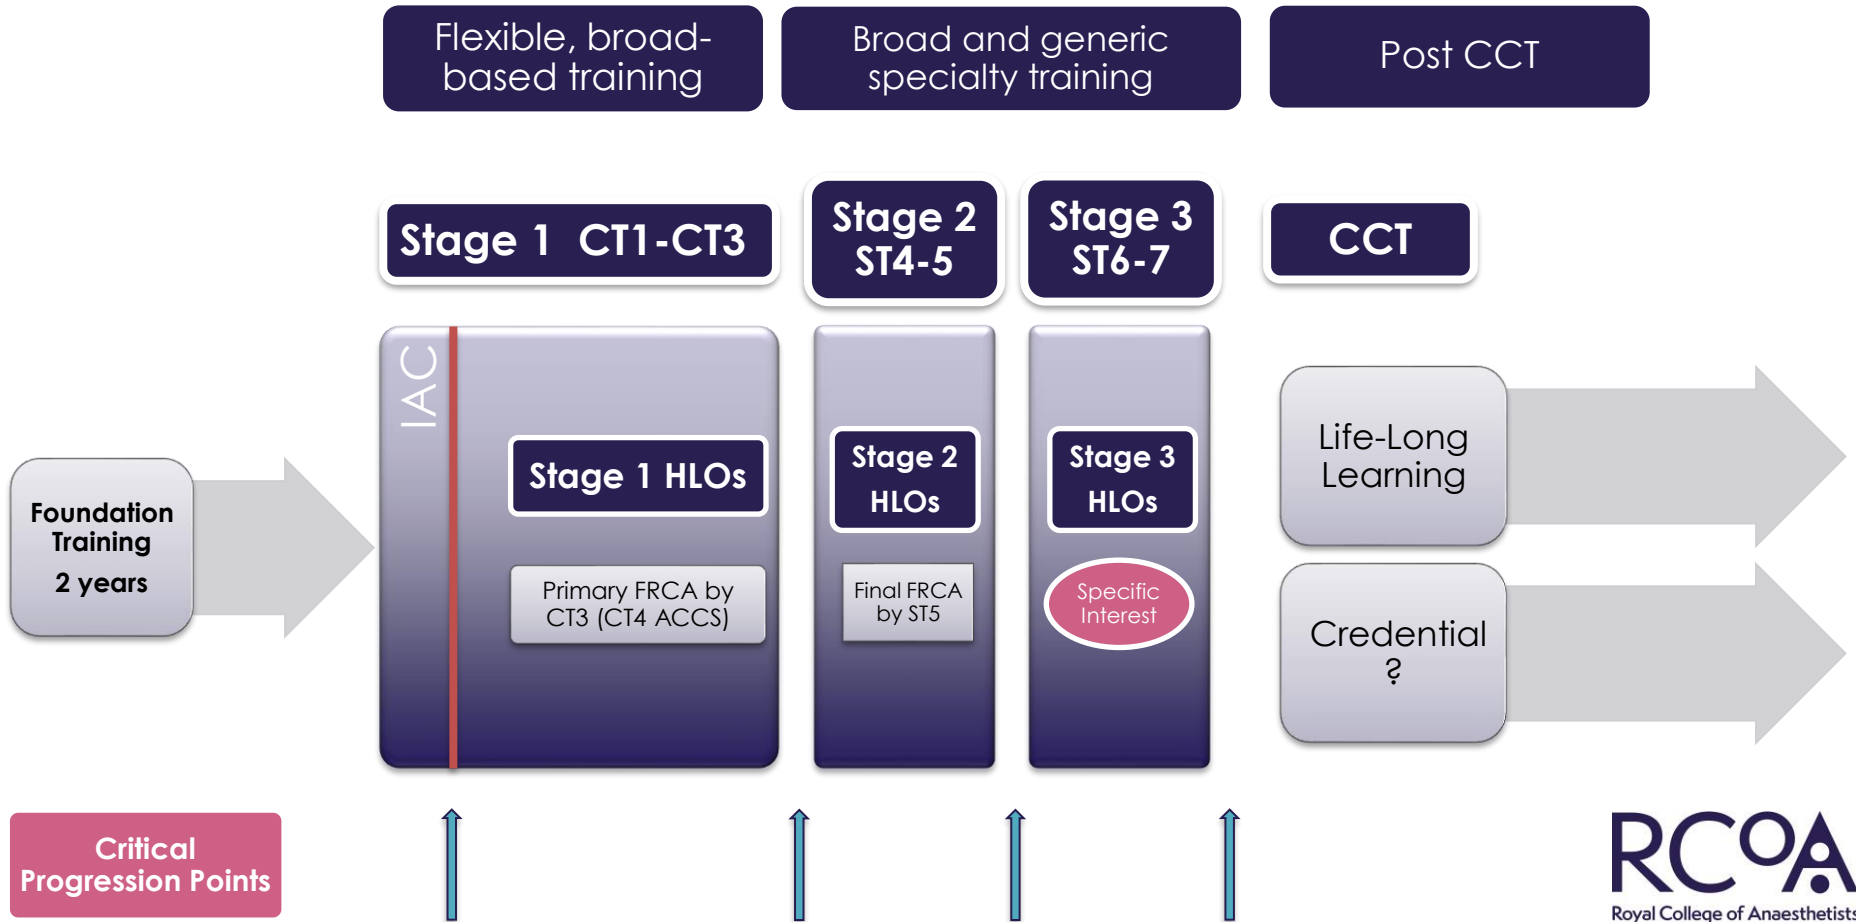 Flexible, broad-
based training
Broad and generic
specialty training
Post CCT
Stage 1 CT1-CT3
Stage 2
ST4-5
Stage 3
ST6-7
CCT
IAC
Foundation
Training
2 years
Stage 1 HLOs
Primary FRCA by
CT3 (CT4 ACCS)
Stage 2
HLOs
Final FRCA
by ST5
Stage 3
HLOs
Specific
Interest
Life-Long
Learning
Credential
?
Critical
Progression Points
RCOA
Royal College of Anaesthetists